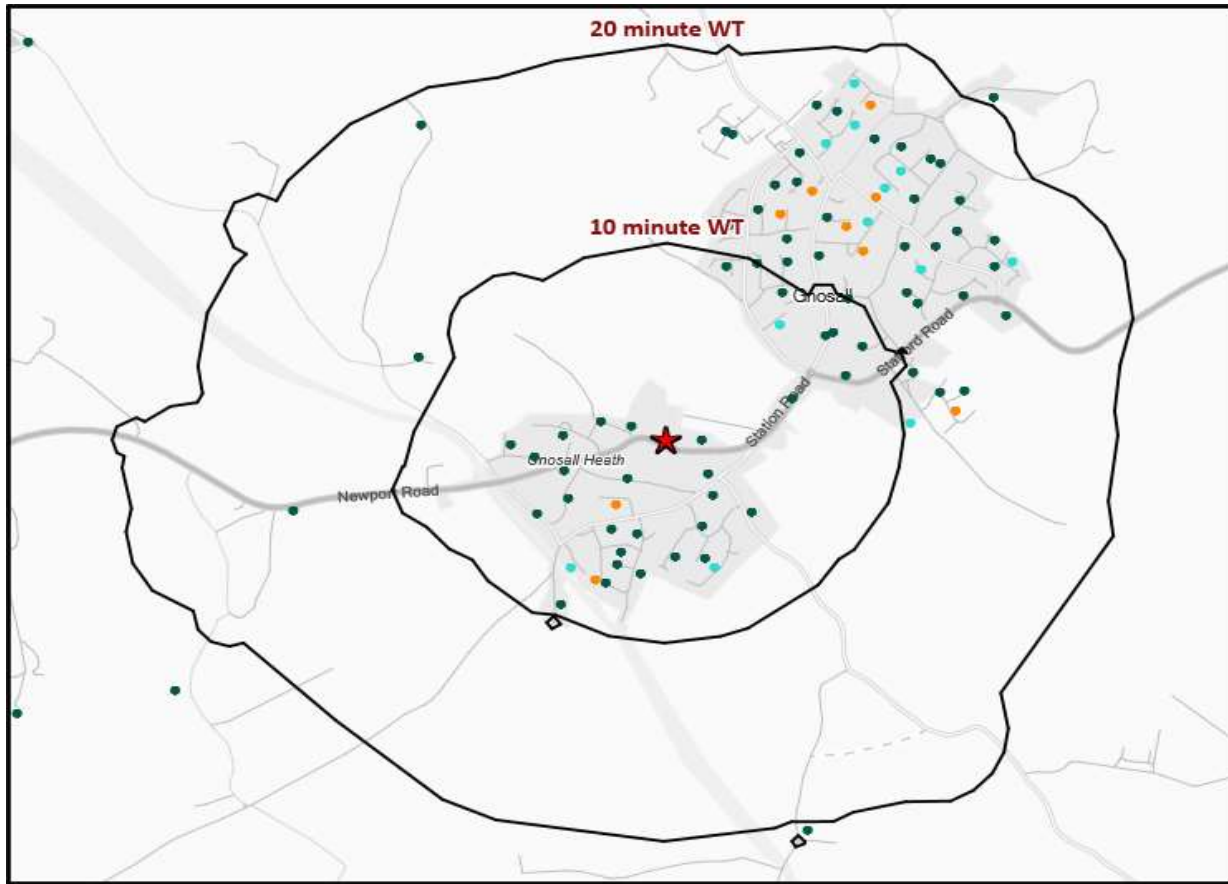 20 minute WT
10 minute WT
Gnosall
Stafford Road
Station Road
Gnosall Heath
Newport Road